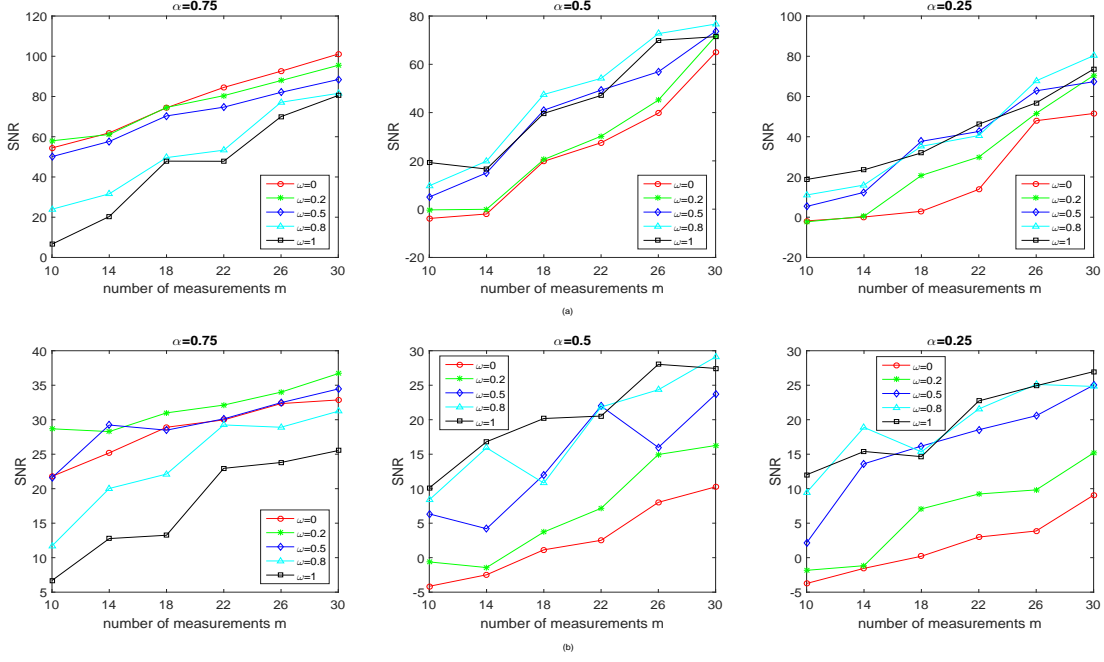 α=0.75
120
100
80
60
40
20
0
SNR
10 14 18 22 26 30
number of measurements m
ω=0
ω=0.2
ω=0.5
ω=0.8
ω=1
α=0.5
80
60
40
20
0
-20
SNR
10 14 18 22 26 30
number of measurements m
ω=0
ω=0.2
ω=0.5
ω=0.8
ω=1
α=0.25
100
80
60
40
20
0
-20
SNR
10 14 18 22 26 30
number of measurements m
ω=0
ω=0.2
ω=0.5
ω=0.8
ω=1
(a)
α=0.75
40
35
30
25
20
15
10
5
SNR
10 14 18 22 26 30
number of measurements m
ω=0
ω=0.2
ω=0.5
ω=0.8
ω=1
α=0.5
30
25
20
15
10
5
0
-5
SNR
10 14 18 22 26 30
number of measurements m
ω=0
ω=0.2
ω=0.5
ω=0.8
ω=1
α=0.25
30
25
20
15
10
5
0
-5
SNR
10 14 18 22 26 30
number of measurements m
ω=0
ω=0.2
ω=0.5
ω=0.8
ω=1
(b)